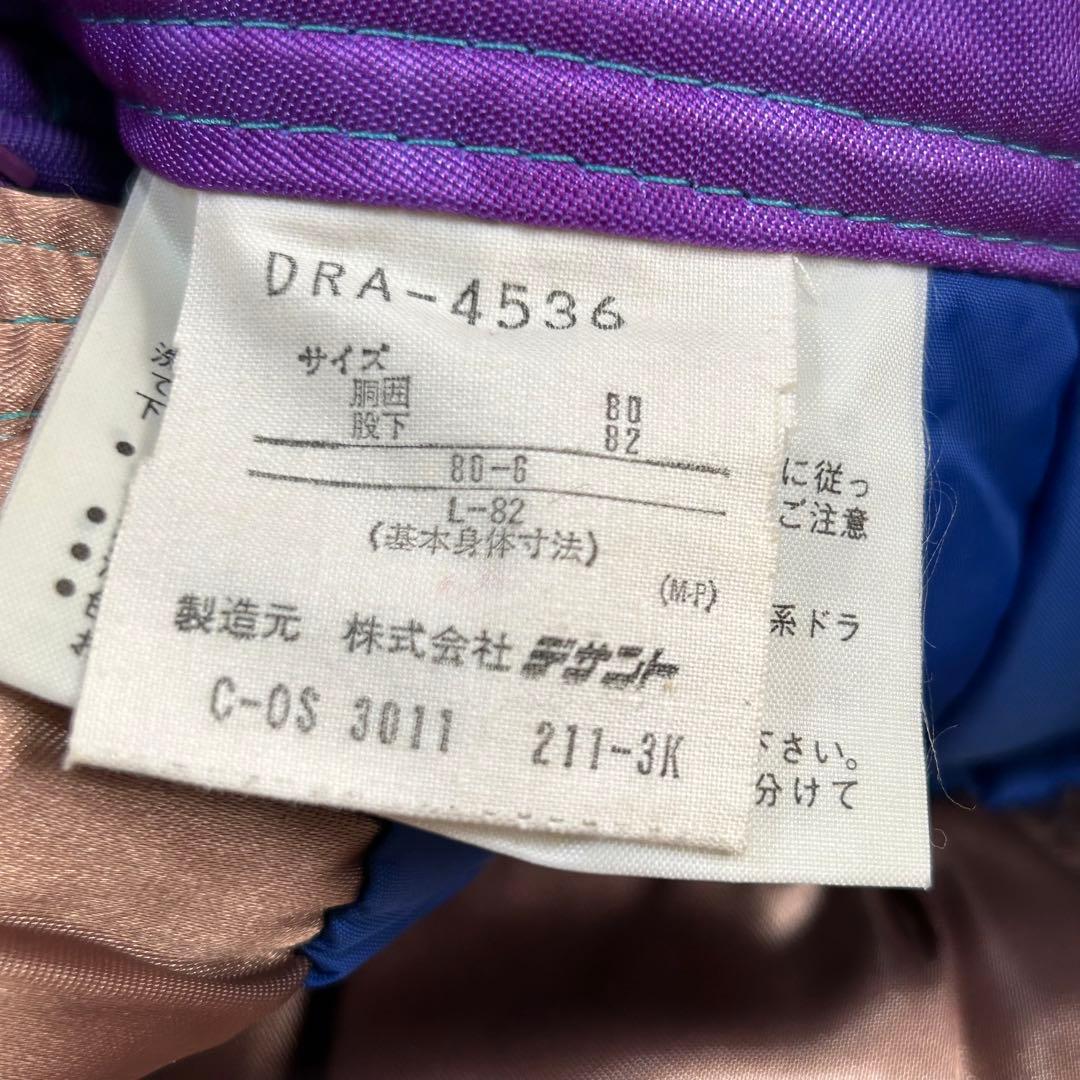 DRA-4536
サイズ
胴囲 80
股下 82
80-6
L-82
(基本身体寸法)
(M・P)
製造元 株式会社デサント
C-OS 3011 211-3K
に従っ
ご注意
系ドラ
下さい。
分けて